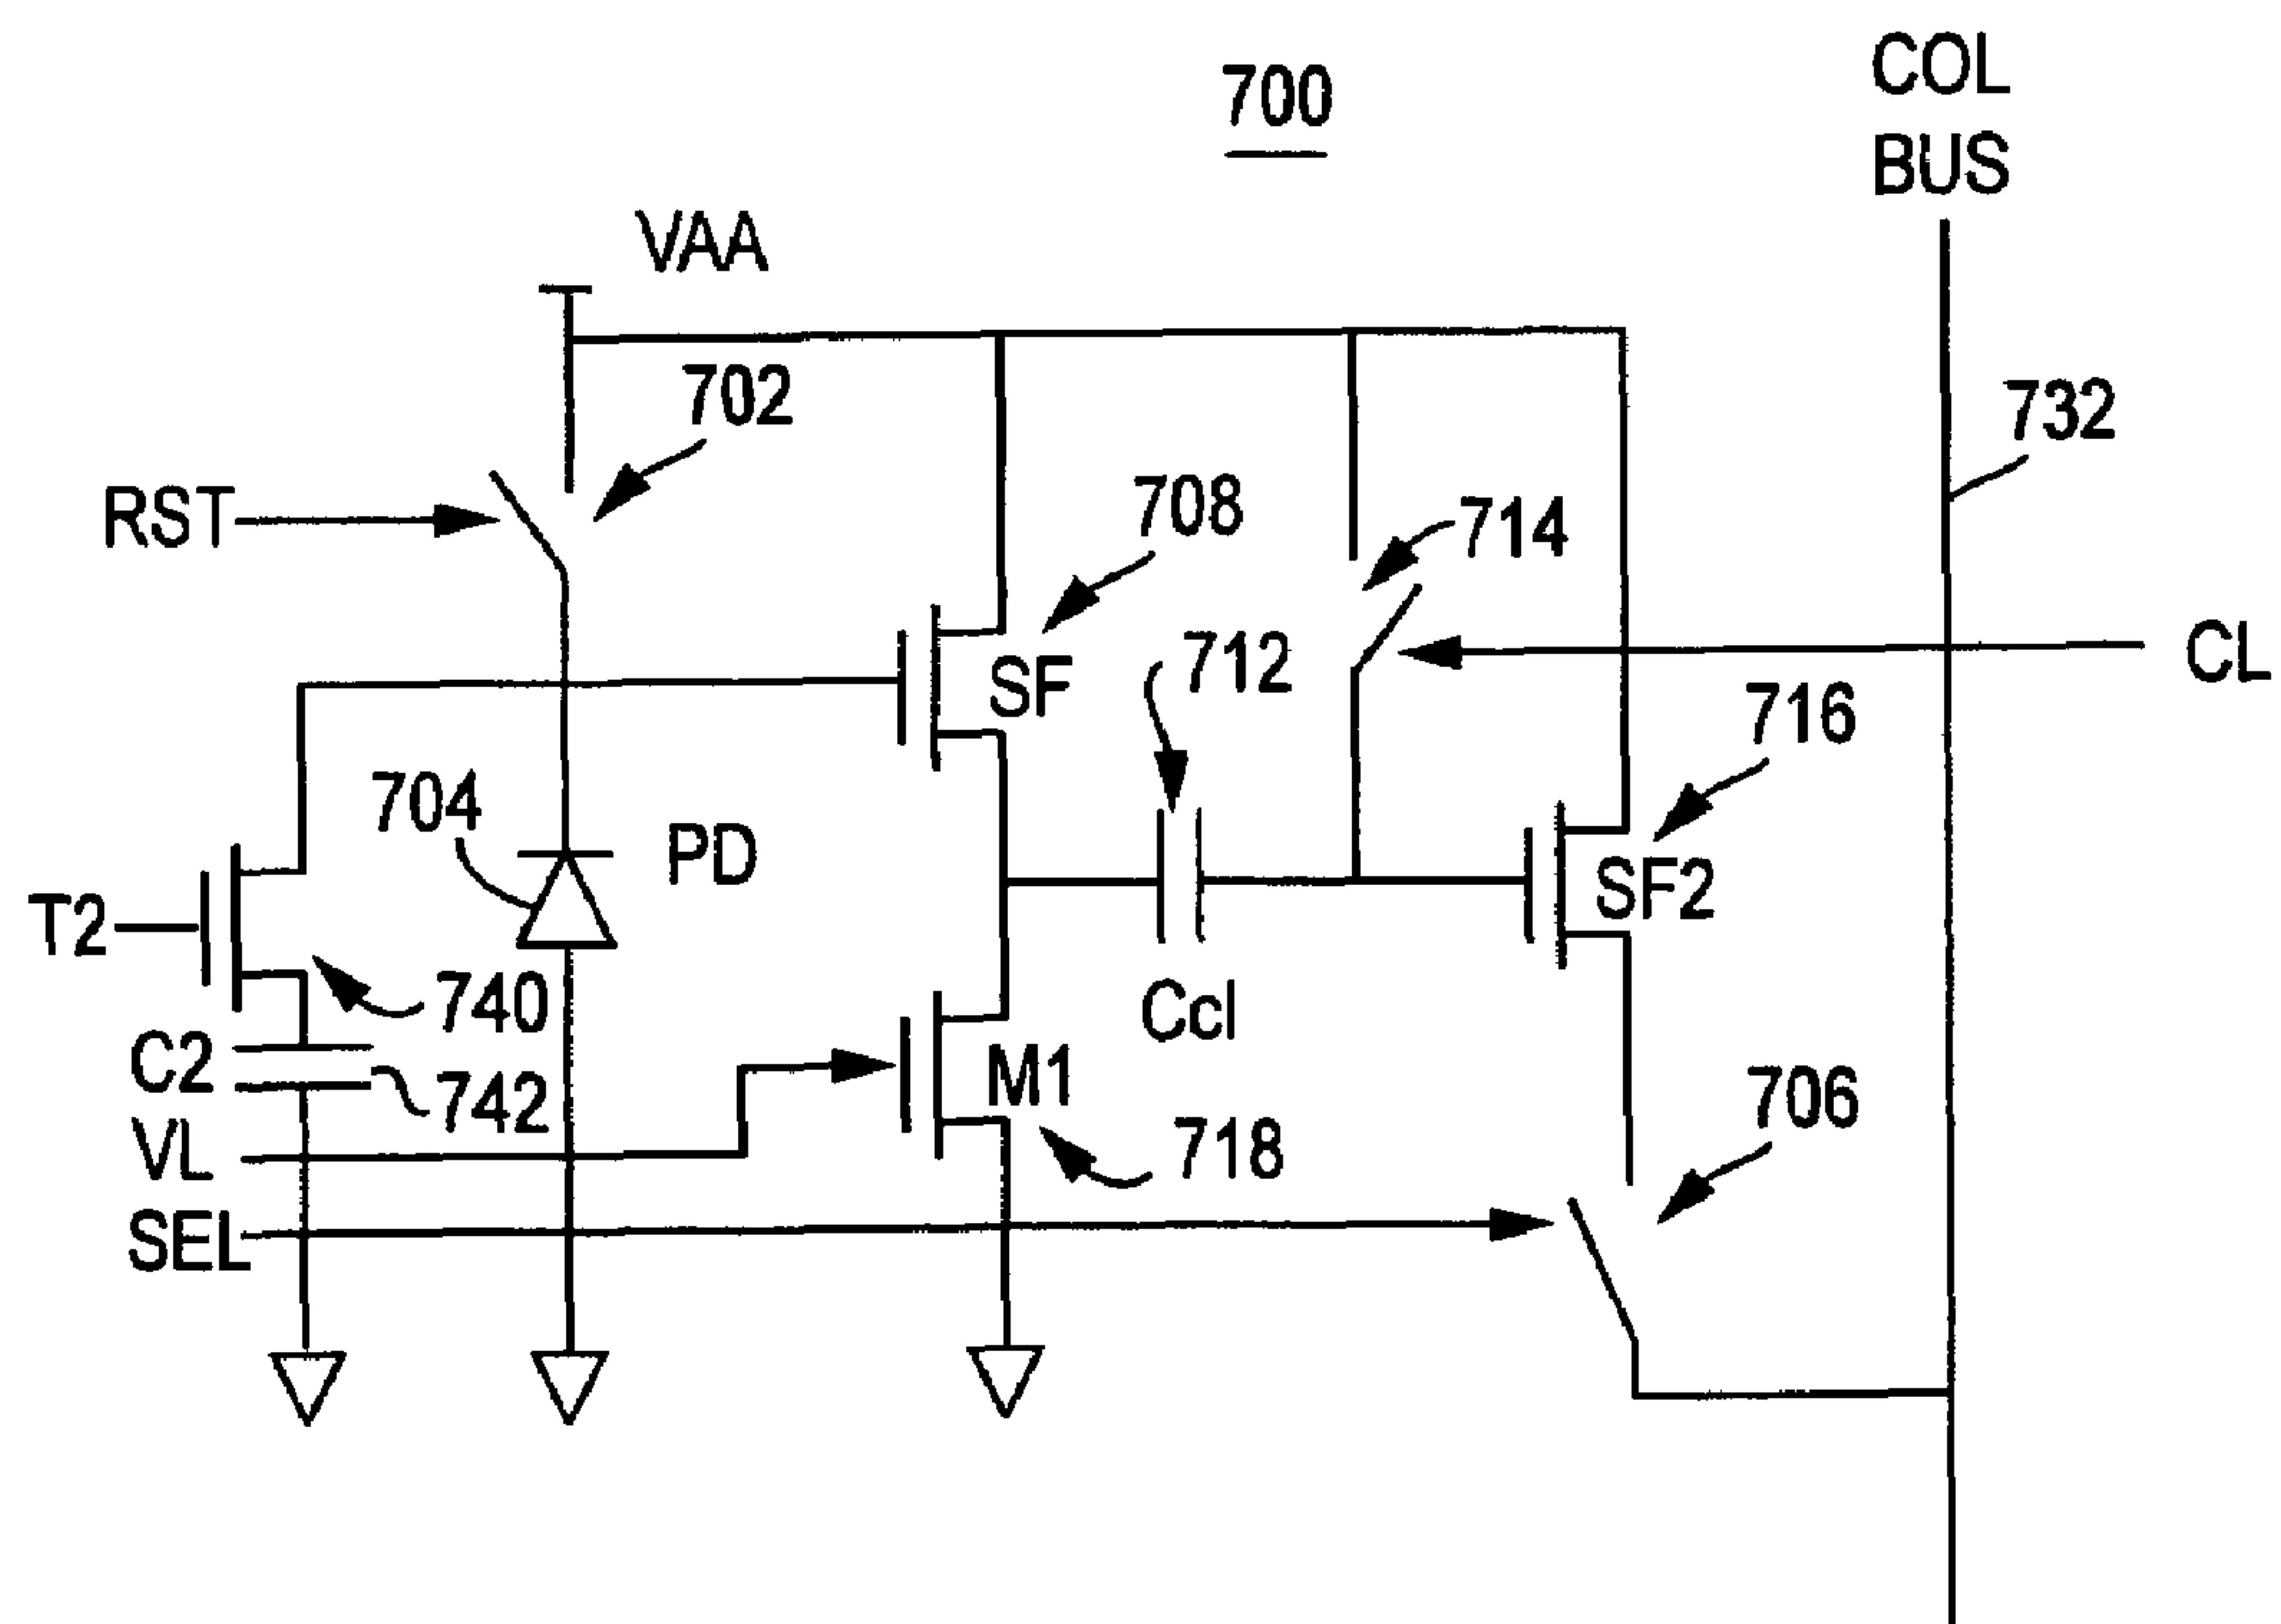 700
COL
BUS
VAA
702
732
RST
708
714
SF
712
CL
716
704
PD
SF2
T2
740
Ccl
C2
742
M1
706
VL
718
SEL